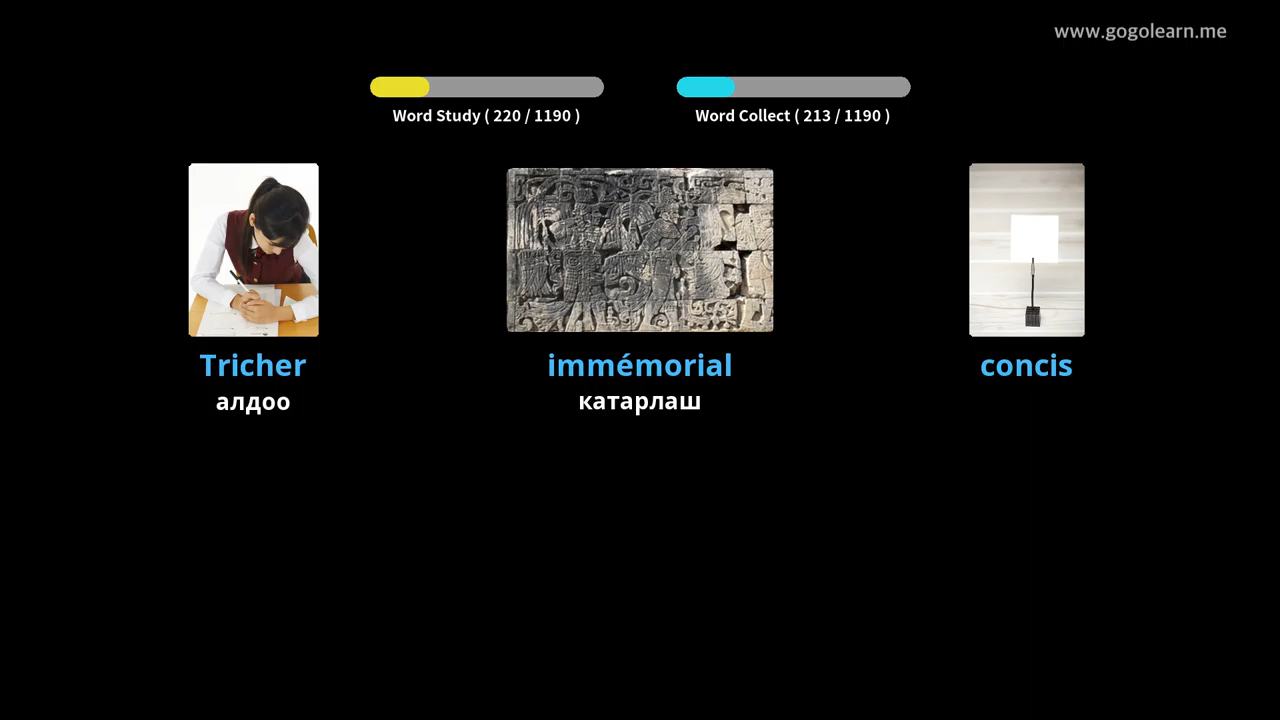 www.gogolearn.me
Word Study ( 220 / 1190 )
Word Collect ( 213 / 1190 )
Tricher
алдоо
immémorial
катарлаш
concis